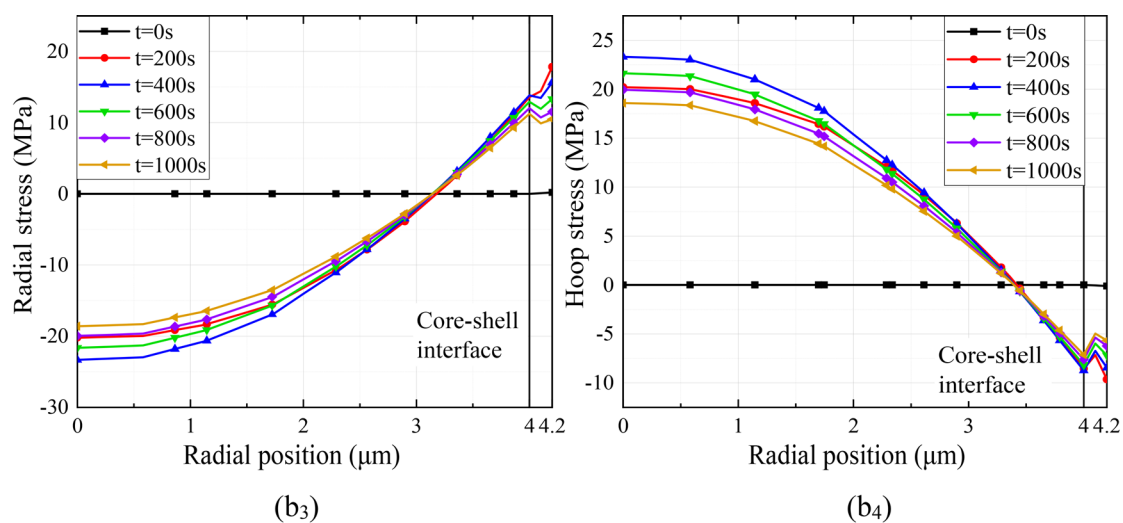 20
10
0
-10
-20
-30
Radial stress (MPa)
t=0s
t=200s
t=400s
t=600s
t=800s
t=1000s
Core-shell
interface
0
1
2
3
4
4.2
Radial position (μm)
(b3)
25
20
15
10
5
0
-5
-10
Hoop stress (MPa)
t=0s
t=200s
t=400s
t=600s
t=800s
t=1000s
Core-shell
interface
0
1
2
3
4
4.2
Radial position (μm)
(b4)